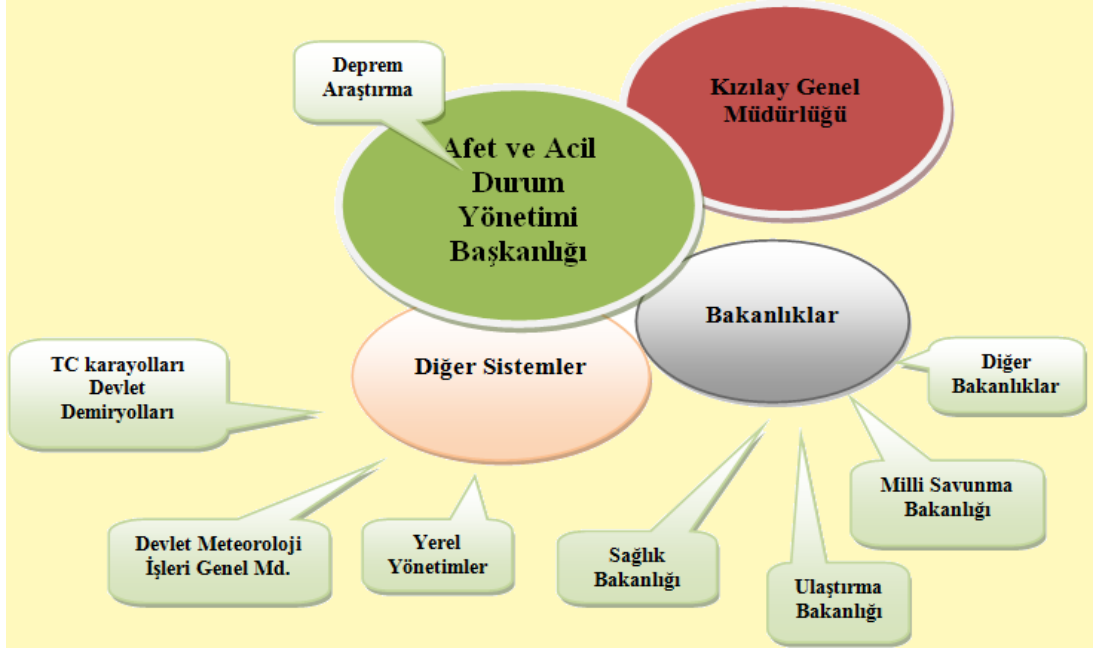 Deprem
Araştırma
Kızılay Genel
Müdürlüğü
Afet ve Acil
Durum
Yönetimi
Başkanlığı
Bakanlıklar
Diğer Sistemler
TC karayolları
Devlet
Demiryolları
Diğer
Bakanlıklar
Milli Savunma
Bakanlığı
Devlet Meteoroloji
İşleri Genel Md.
Yerel
Yönetimler
Sağlık
Bakanlığı
Ulaştırma
Bakanlığı